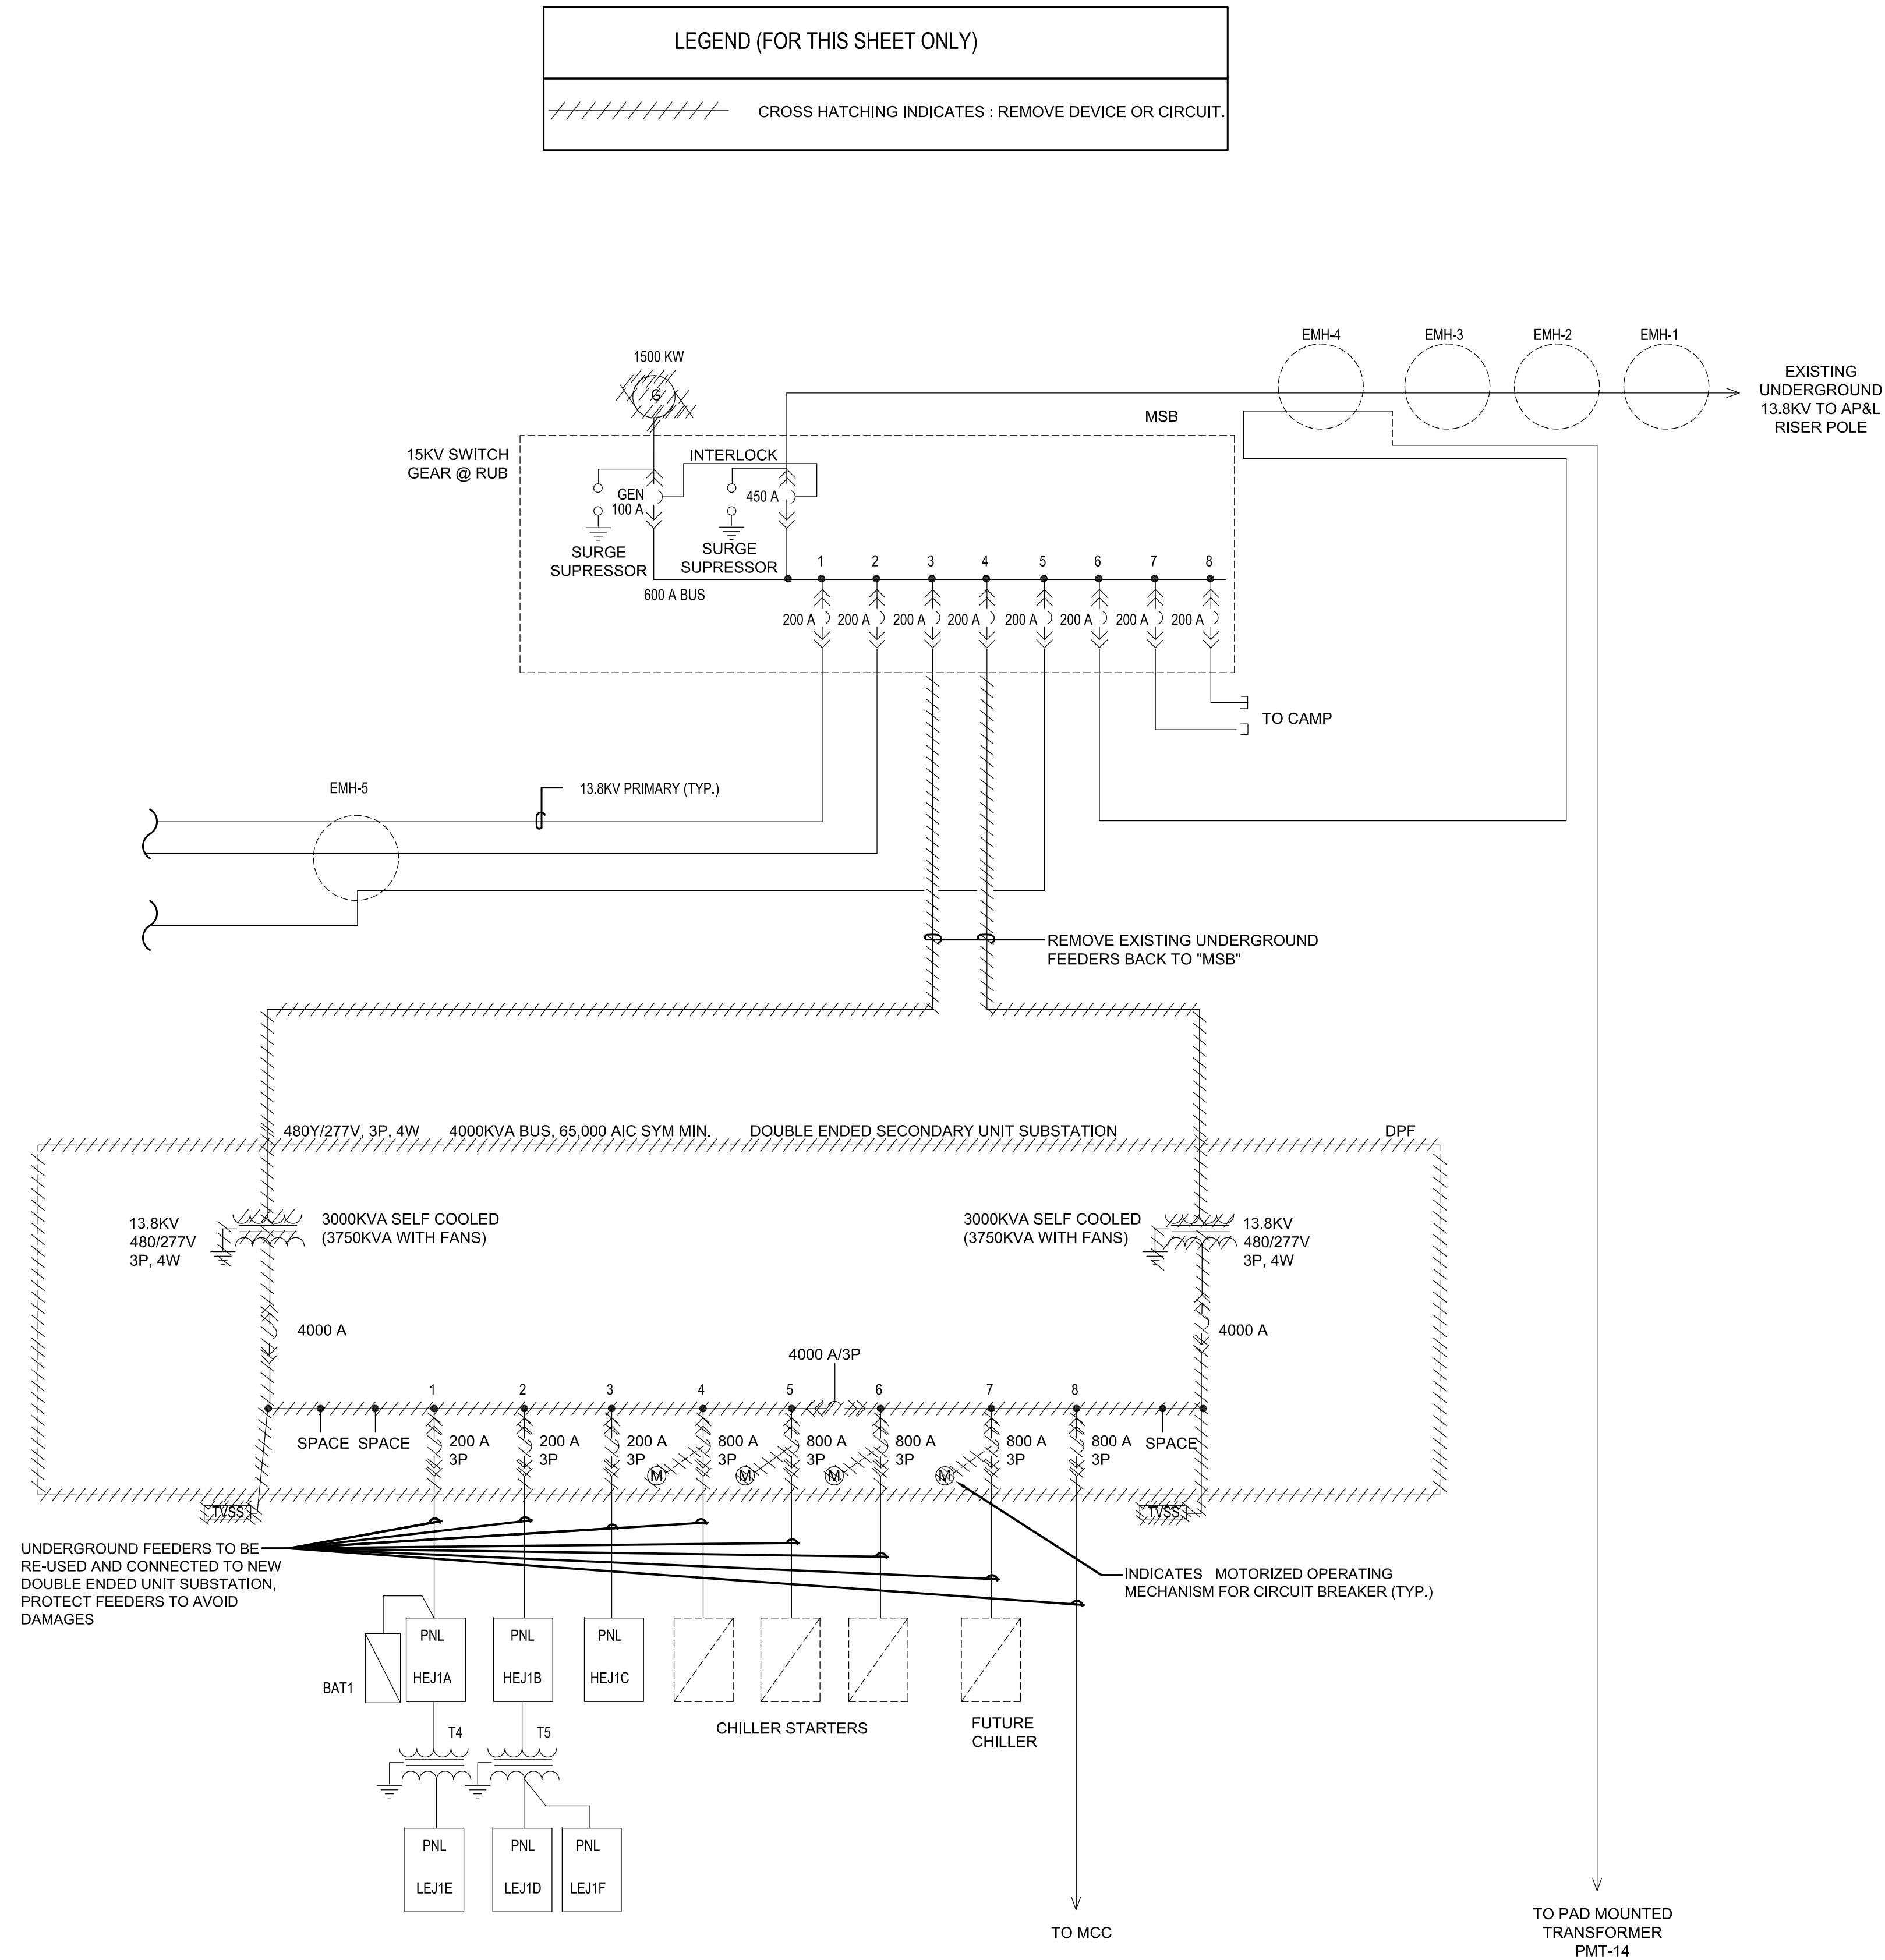 LEGEND (FOR THIS SHEET ONLY)
CROSS HATCHING INDICATES : REMOVE DEVICE OR CIRCUIT.
EMH-4
EMH-3
EMH-2
EMH-1
EXISTING
UNDERGROUND
13.8KV TO AP&L
RISER POLE
1500 KW
G
MSB
15KV SWITCH
GEAR @ RUB
INTERLOCK
GEN
100 A
450 A
SURGE
SUPRESSOR
SURGE
SUPRESSOR
600 A BUS
1
2
3
4
5
6
7
8
200 A
200 A
200 A
200 A
200 A
200 A
200 A
200 A
TO CAMP
EMH-5
13.8KV PRIMARY (TYP.)
REMOVE EXISTING UNDERGROUND
FEEDERS BACK TO "MSB"
480Y/277V, 3P, 4W
4000KVA BUS, 65,000 AIC SYM MIN.
DOUBLE ENDED SECONDARY UNIT SUBSTATION
DPF
13.8KV
480/277V
3P, 4W
3000KVA SELF COOLED
(3750KVA WITH FANS)
3000KVA SELF COOLED
(3750KVA WITH FANS)
13.8KV
480/277V
3P, 4W
4000 A
4000 A
4000 A/3P
1
2
3
4
5
6
7
8
SPACE
SPACE
200 A
3P
200 A
3P
200 A
3P
800 A
3P
800 A
3P
800 A
3P
800 A
3P
800 A
3P
SPACE
M
M
M
M
TVSS
TVSS
UNDERGROUND FEEDERS TO BE
RE-USED AND CONNECTED TO NEW
DOUBLE ENDED UNIT SUBSTATION,
PROTECT FEEDERS TO AVOID
DAMAGES
INDICATES MOTORIZED OPERATING
MECHANISM FOR CIRCUIT BREAKER (TYP.)
BAT1
PNL
HEJ1A
PNL
HEJ1B
PNL
HEJ1C
CHILLER STARTERS
FUTURE
CHILLER
T4
T5
PNL
LEJ1E
PNL
LEJ1D
PNL
LEJ1F
TO MCC
TO PAD MOUNTED
TRANSFORMER
PMT-14